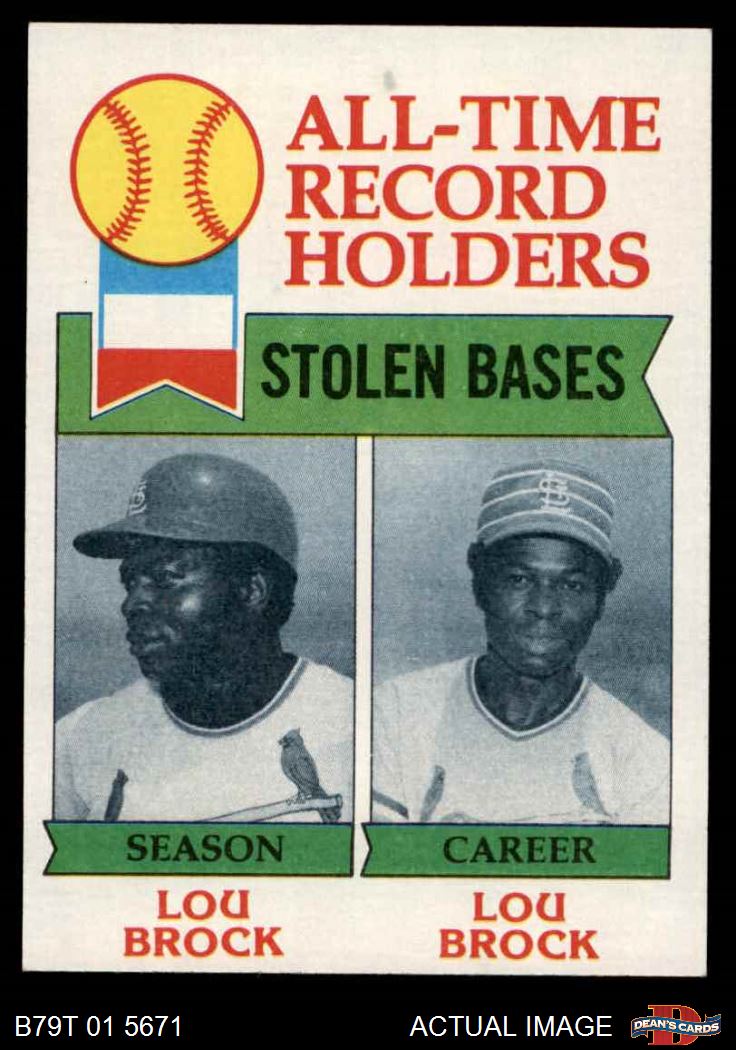 ALL-TIME
RECORD
HOLDERS
STOLEN BASES
SEASON
CAREER
LOU
BROCK
LOU
BROCK
B79T 01 5671
ACTUAL IMAGE
DEAN'S CARDS